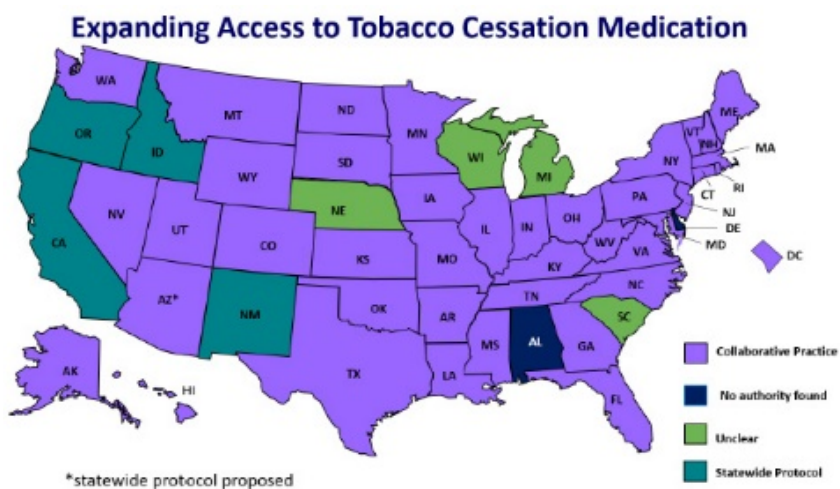 Expanding Access to Tobacco Cessation Medication
WA
MT
ND
MN
ME
VT
NH
MA
OR
ID
SD
WI
MI
NY
RI
CT
WY
IA
PA
NJ
NE
DE
NV
UT
CO
IL
IN
OH
WV
MD
DC
CA
KS
MO
KY
VA
NC
AZ*
NM
OK
AR
TN
SC
Collaborative Practice
AK
HI
TX
LA
MS
AL
GA
FL
No authority found
Unclear
Statewide Protocol
*statewide protocol proposed